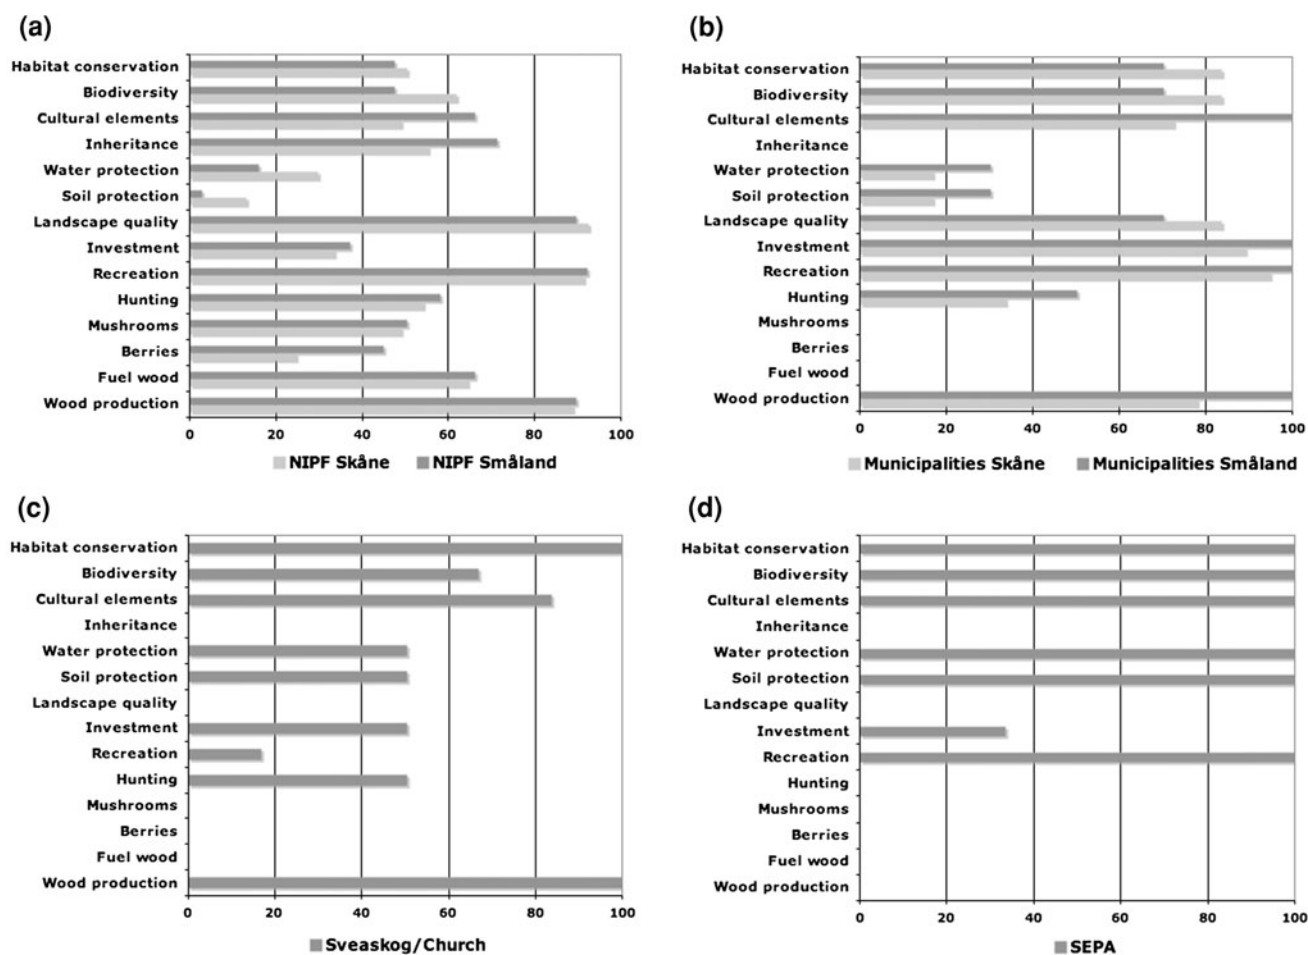 (a)
Habitat conservation
Biodiversity
Cultural elements
Inheritance
Water protection
Soil protection
Landscape quality
Investment
Recreation
Hunting
Mushrooms
Berries
Fuel wood
Wood production
0 20 40 60 80 100
NIPF Skåne NIPF Småland
(b)
Habitat conservation
Biodiversity
Cultural elements
Inheritance
Water protection
Soil protection
Landscape quality
Investment
Recreation
Hunting
Mushrooms
Berries
Fuel wood
Wood production
0 20 40 60 80 100
Municipalities Skåne Municipalities Småland
(c)
Habitat conservation
Biodiversity
Cultural elements
Inheritance
Water protection
Soil protection
Landscape quality
Investment
Recreation
Hunting
Mushrooms
Berries
Fuel wood
Wood production
0 20 40 60 80 100
Sveaskog/Church
(d)
Habitat conservation
Biodiversity
Cultural elements
Inheritance
Water protection
Soil protection
Landscape quality
Investment
Recreation
Hunting
Mushrooms
Berries
Fuel wood
Wood production
0 20 40 60 80 100
SEPA